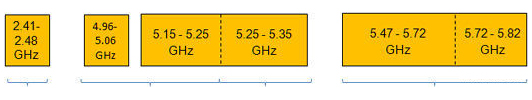 2.41-
2.48
GHz
4.96-
5.06
GHz
5.15 - 5.25
GHz
5.25 - 5.35
GHz
5.47 - 5.72
GHz
5.72 - 5.82
GHz